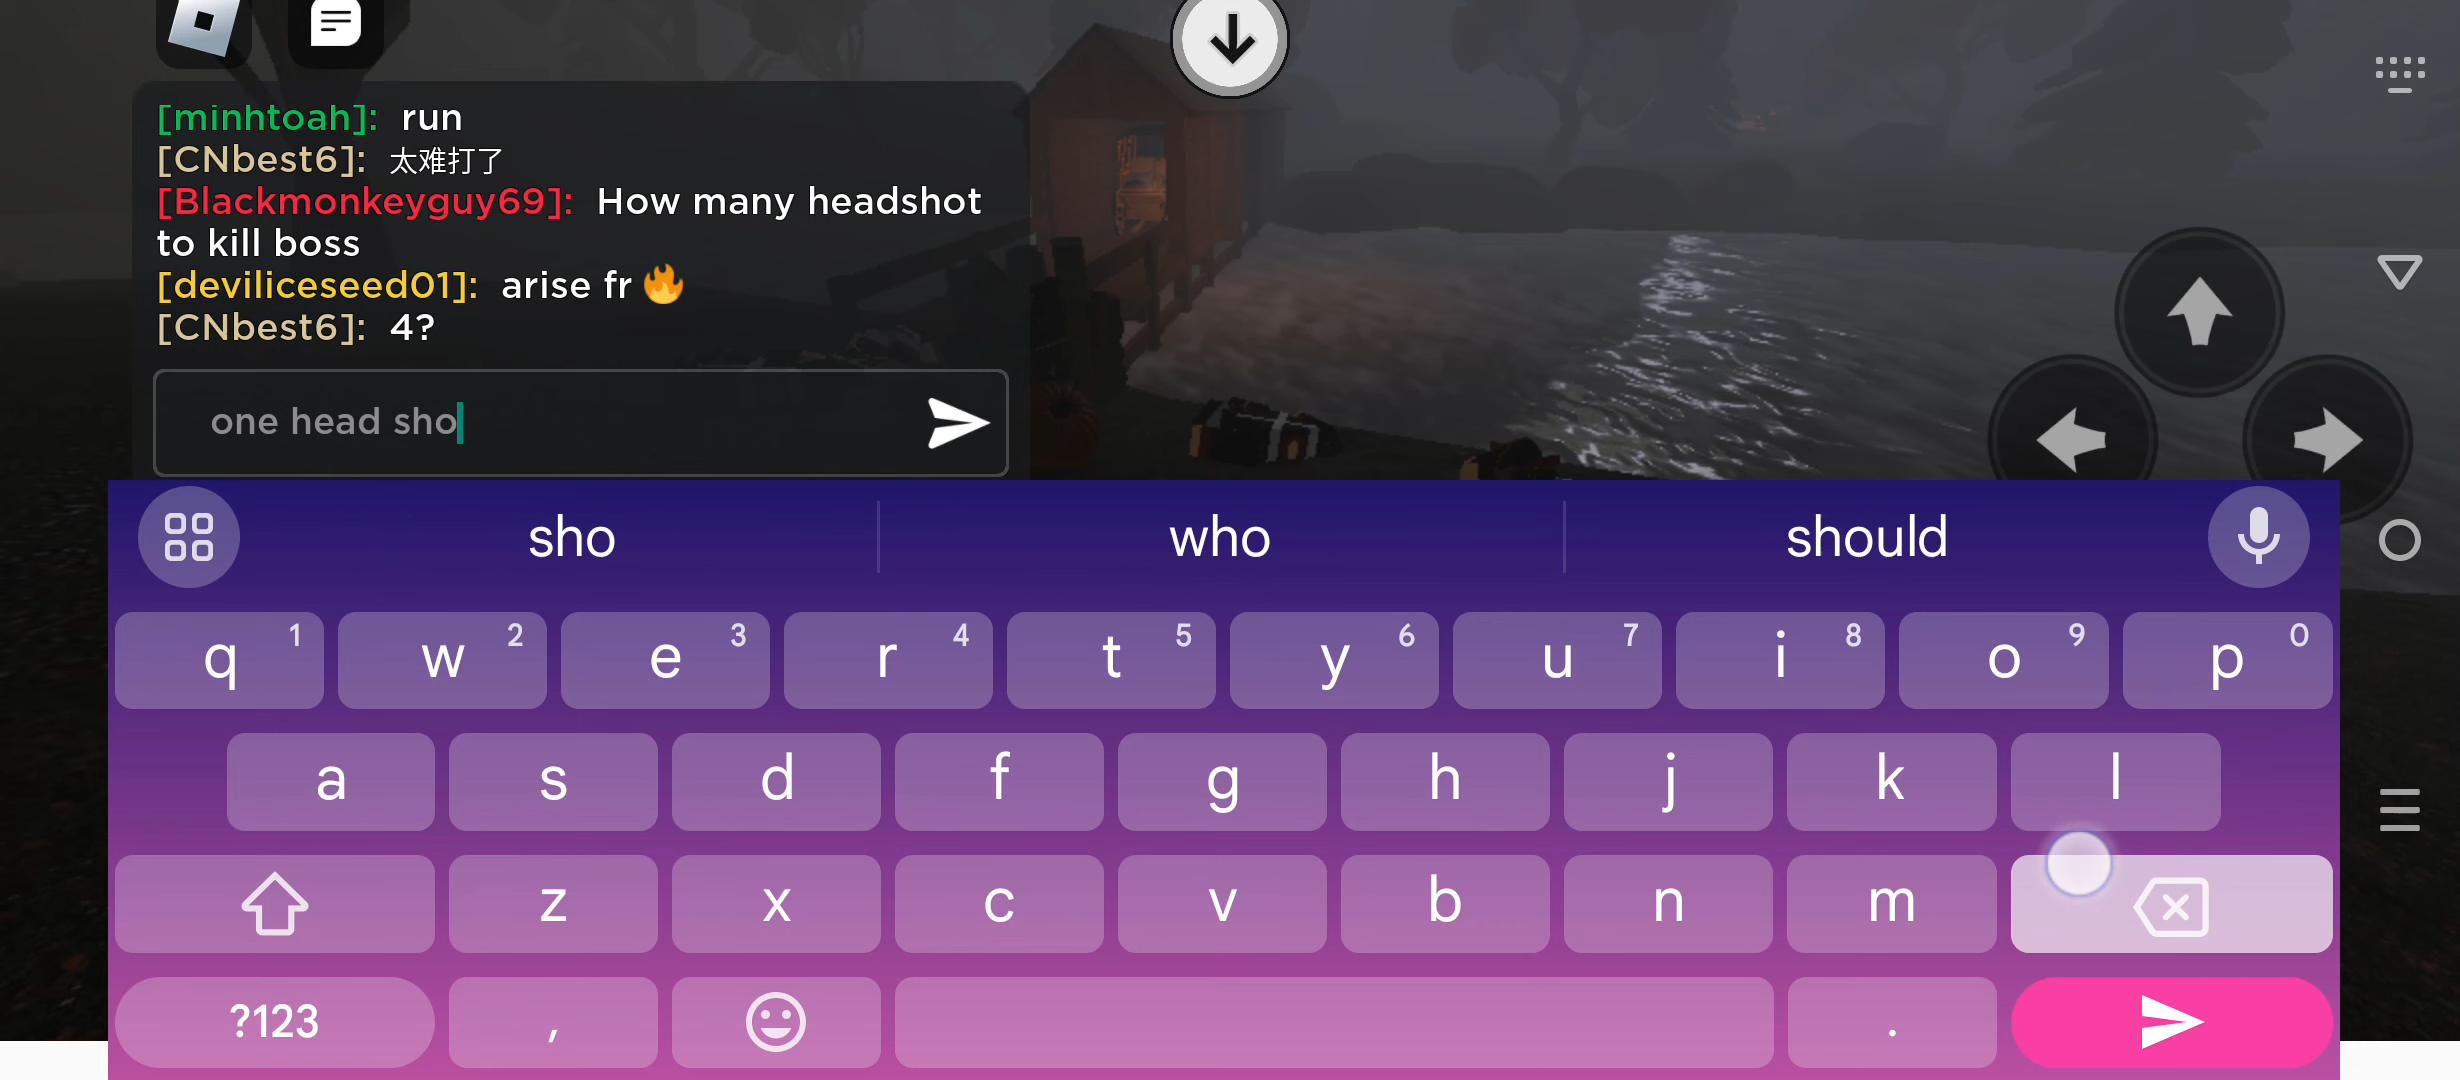 [minhtoah]: run
[CNbest6]: 太难打了
[Blackmonkeyguy69]: How many headshot
to kill boss
[deviliceseed01]: arise fr 🔥
[CNbest6]: 4?
one head sho
sho who should
q 1 w 2 e 3 r 4 t 5 y 6 u 7 i 8 o 9 p 0
a s d f g h j k l
z x c v b n m
?123 , .